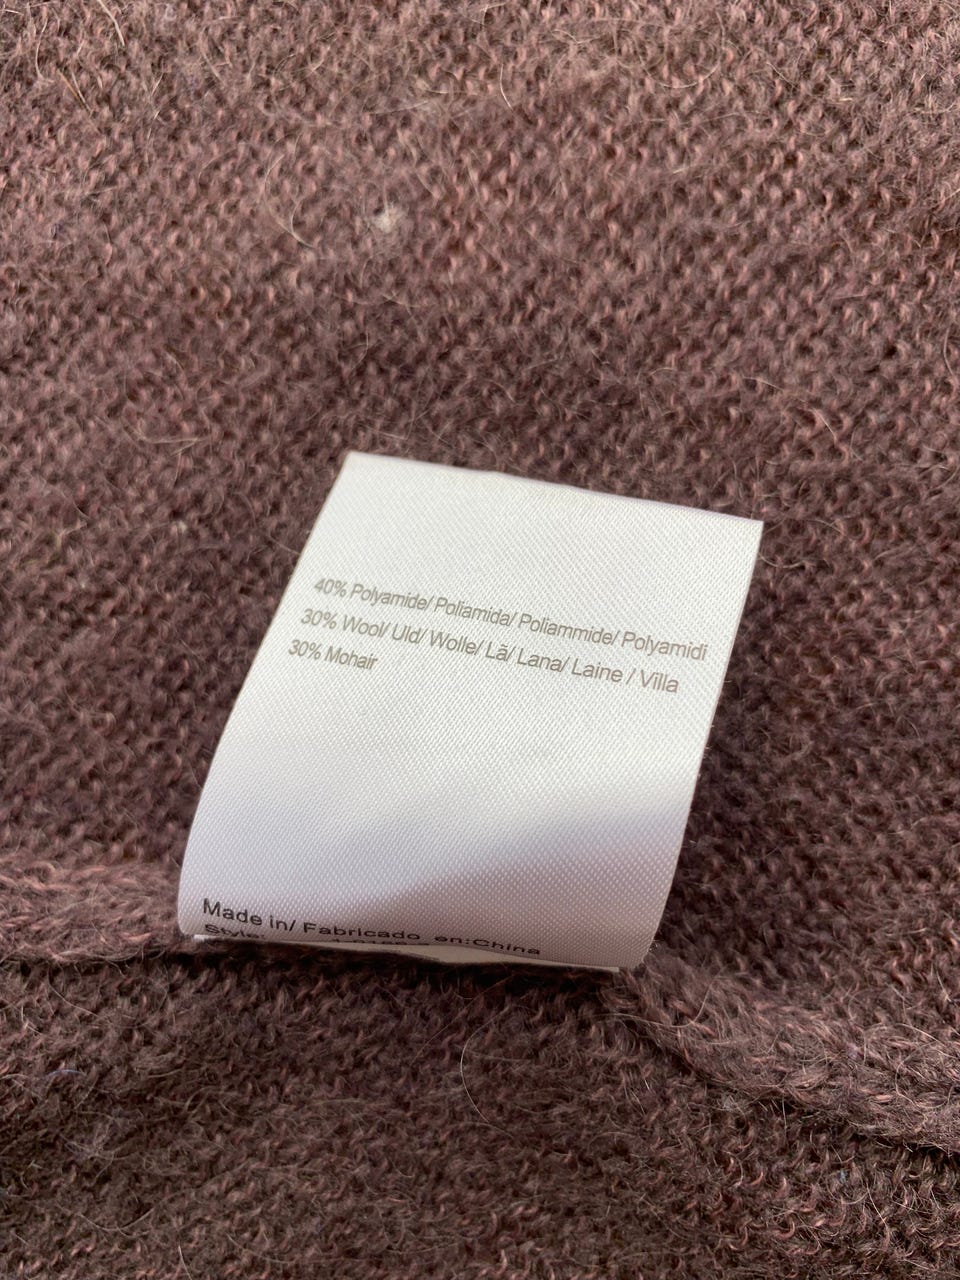 40% Polyamide/ Poliamida/ Poliammide/ Polyamidi
30% Wool/ Uld/ Wolle/ Lã/ Lana/ Laine / Villa
30% Mohair
Made in/ Fabricado en:China
Style: